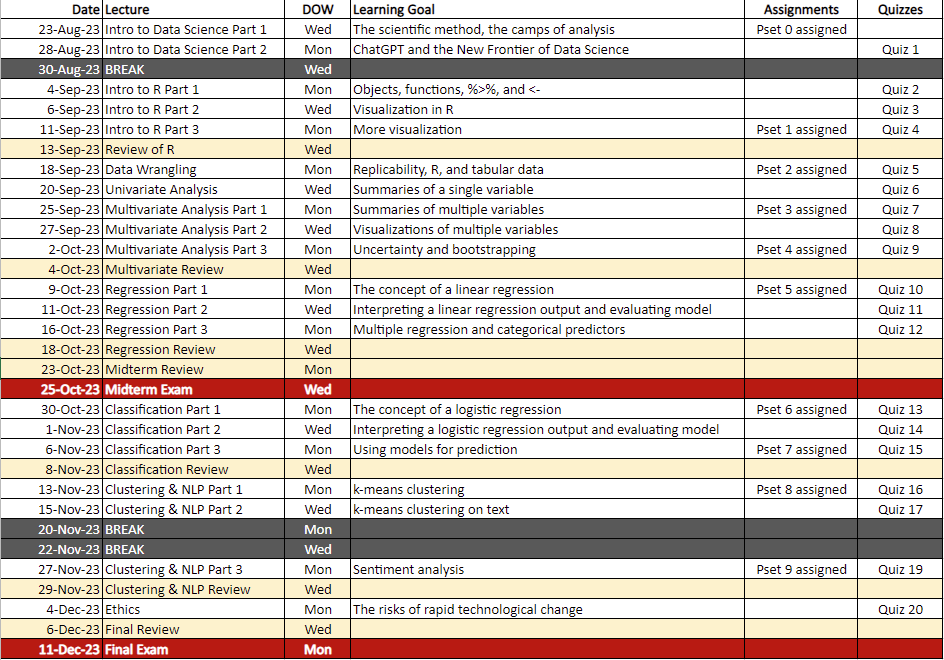 Date Lecture DOW Learning Goal Assignments Quizzes
23-Aug-23 Intro to Data Science Part 1 Wed The scientific method, the camps of analysis Pset 0 assigned
28-Aug-23 Intro to Data Science Part 2 Mon ChatGPT and the New Frontier of Data Science Quiz 1
30-Aug-23 BREAK Wed
4-Sep-23 Intro to R Part 1 Mon Objects, functions, %>%, and <- Quiz 2
6-Sep-23 Intro to R Part 2 Wed Visualization in R Quiz 3
11-Sep-23 Intro to R Part 3 Mon More visualization Pset 1 assigned Quiz 4
13-Sep-23 Review of R Wed
18-Sep-23 Data Wrangling Mon Replicability, R, and tabular data Pset 2 assigned Quiz 5
20-Sep-23 Univariate Analysis Wed Summaries of a single variable Quiz 6
25-Sep-23 Multivariate Analysis Part 1 Mon Summaries of multiple variables Pset 3 assigned Quiz 7
27-Sep-23 Multivariate Analysis Part 2 Wed Visualizations of multiple variables Quiz 8
2-Oct-23 Multivariate Analysis Part 3 Mon Uncertainty and bootstrapping Pset 4 assigned Quiz 9
4-Oct-23 Multivariate Review Wed
9-Oct-23 Regression Part 1 Mon The concept of a linear regression Pset 5 assigned Quiz 10
11-Oct-23 Regression Part 2 Wed Interpreting a linear regression output and evaluating model Quiz 11
16-Oct-23 Regression Part 3 Mon Multiple regression and categorical predictors Quiz 12
18-Oct-23 Regression Review Wed
23-Oct-23 Midterm Review Mon
25-Oct-23 Midterm Exam Wed
30-Oct-23 Classification Part 1 Mon The concept of a logistic regression Pset 6 assigned Quiz 13
1-Nov-23 Classification Part 2 Wed Interpreting a logistic regression output and evaluating model Quiz 14
6-Nov-23 Classification Part 3 Mon Using models for prediction Pset 7 assigned Quiz 15
8-Nov-23 Classification Review Wed
13-Nov-23 Clustering & NLP Part 1 Mon k-means clustering Pset 8 assigned Quiz 16
15-Nov-23 Clustering & NLP Part 2 Wed k-means clustering on text Quiz 17
20-Nov-23 BREAK Mon
22-Nov-23 BREAK Wed
27-Nov-23 Clustering & NLP Part 3 Mon Sentiment analysis Pset 9 assigned Quiz 19
29-Nov-23 Clustering & NLP Review Wed
4-Dec-23 Ethics Mon The risks of rapid technological change Quiz 20
6-Dec-23 Final Review Wed
11-Dec-23 Final Exam Mon